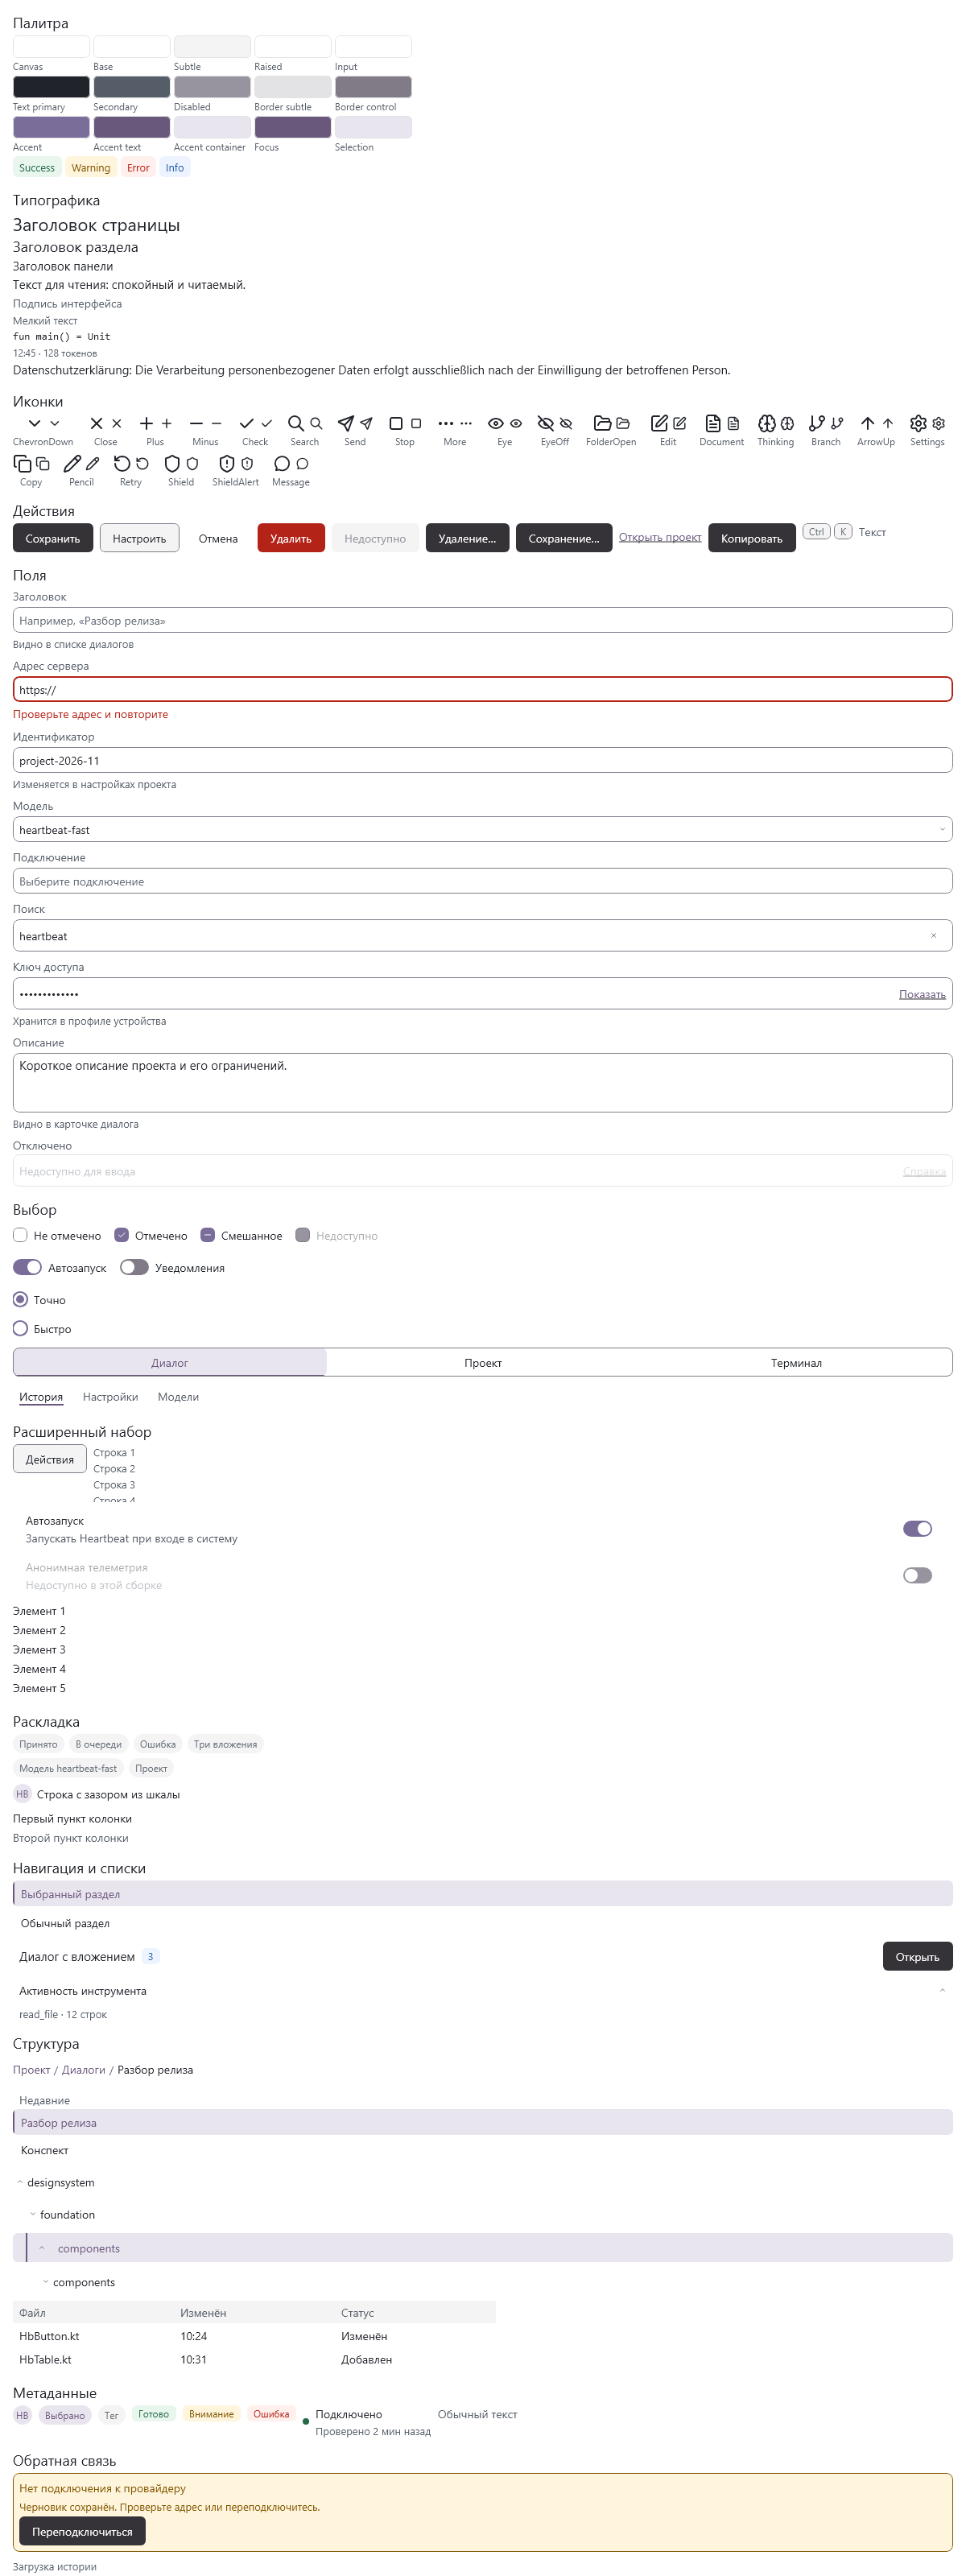 Палитра
Canvas Base Subtle Raised Input
Text primary Secondary Disabled Border subtle Border control
Accent Accent text Accent container Focus Selection
Success Warning Error Info
Типографика
Заголовок страницы
Заголовок раздела
Заголовок панели
Текст для чтения: спокойный и читаемый.
Подпись интерфейса
Мелкий текст
fun main() = Unit
12:45 · 128 токенов
Datenschutzerklärung: Die Verarbeitung personenbezogener Daten erfolgt ausschließlich nach der Einwilligung der betroffenen Person.
Иконки
ChevronDown Close Plus Minus Check Search Send Stop More Eye EyeOff FolderOpen Edit Document Thinking Branch ArrowUp Settings
Copy Pencil Retry Shield ShieldAlert Message
Действия
Сохранить Настроить Отмена Удалить Недоступно Удаление… Сохранение… Открыть проект Копировать Ctrl K Текст
Поля
Заголовок
Например, «Разбор релиза»
Видно в списке диалогов
Адрес сервера
https://
Проверьте адрес и повторите
Идентификатор
project-2026-11
Изменяется в настройках проекта
Модель
heartbeat-fast
Подключение
Выберите подключение
Поиск
heartbeat
Ключ доступа
••••••••••••• Показать
Хранится в профиле устройства
Описание
Короткое описание проекта и его ограничений.
Видно в карточке диалога
Отключено
Недоступно для ввода Справка
Выбор
Не отмечено Отмечено Смешанное Недоступно
Автозапуск Уведомления
Точно
Быстро
Диалог Проект Терминал
История Настройки Модели
Расширенный набор
Действия Строка 1
Строка 2
Строка 3
Строка 4
Автозапуск
Запускать Heartbeat при входе в систему
Анонимная телеметрия
Недоступно в этой сборке
Элемент 1
Элемент 2
Элемент 3
Элемент 4
Элемент 5
Раскладка
Принято В очереди Ошибка Три вложения
Модель heartbeat-fast Проект
HB Строка с зазором из шкалы
Первый пункт колонки
Второй пункт колонки
Навигация и списки
Выбранный раздел
Обычный раздел
Диалог с вложением 3 Открыть
Активность инструмента
read_file · 12 строк
Структура
Проект / Диалоги / Разбор релиза
Недавние
Разбор релиза
Конспект
designsystem
foundation
components
components
Файл Изменён Статус
HbButton.kt 10:24 Изменён
HbTable.kt 10:31 Добавлен
Метаданные
HB Выбрано Тег Готово Внимание Ошибка Подключено Обычный текст
Проверено 2 мин назад
Обратная связь
Нет подключения к провайдеру
Черновик сохранён. Проверьте адрес или переподключитесь.
Переподключиться
Загрузка истории